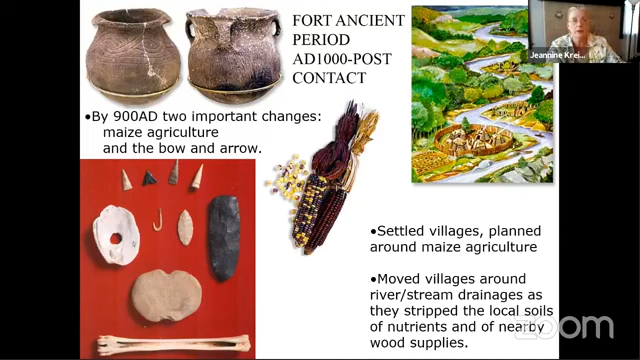 FORT ANCIENT
PERIOD
AD1000-POST
CONTACT
Jeannine Kre
•By 900AD two important changes:
maize agriculture
and the bow and arrow.
•Settled villages, planned
around maize agriculture
•Moved villages around
river/stream drainages as
they stripped the local soils
of nutrients and of nearby
wood supplies.
zoom